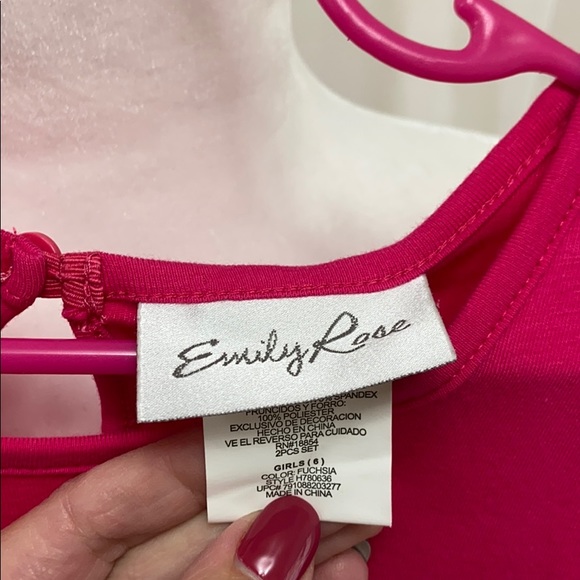 Emily Rose
SPANDEX
FRUNCIDOS Y FORRO:
100% POLIESTER
EXCLUSIVO DE DECORACION
HECHO EN CHINA
VE EL REVERSO PARA CUIDADO
RN#18854
2PCS SET
GIRLS ( 6 )
COLOR: FUCHSIA
STYLE H780636
UPC# 791088203277
MADE IN CHINA